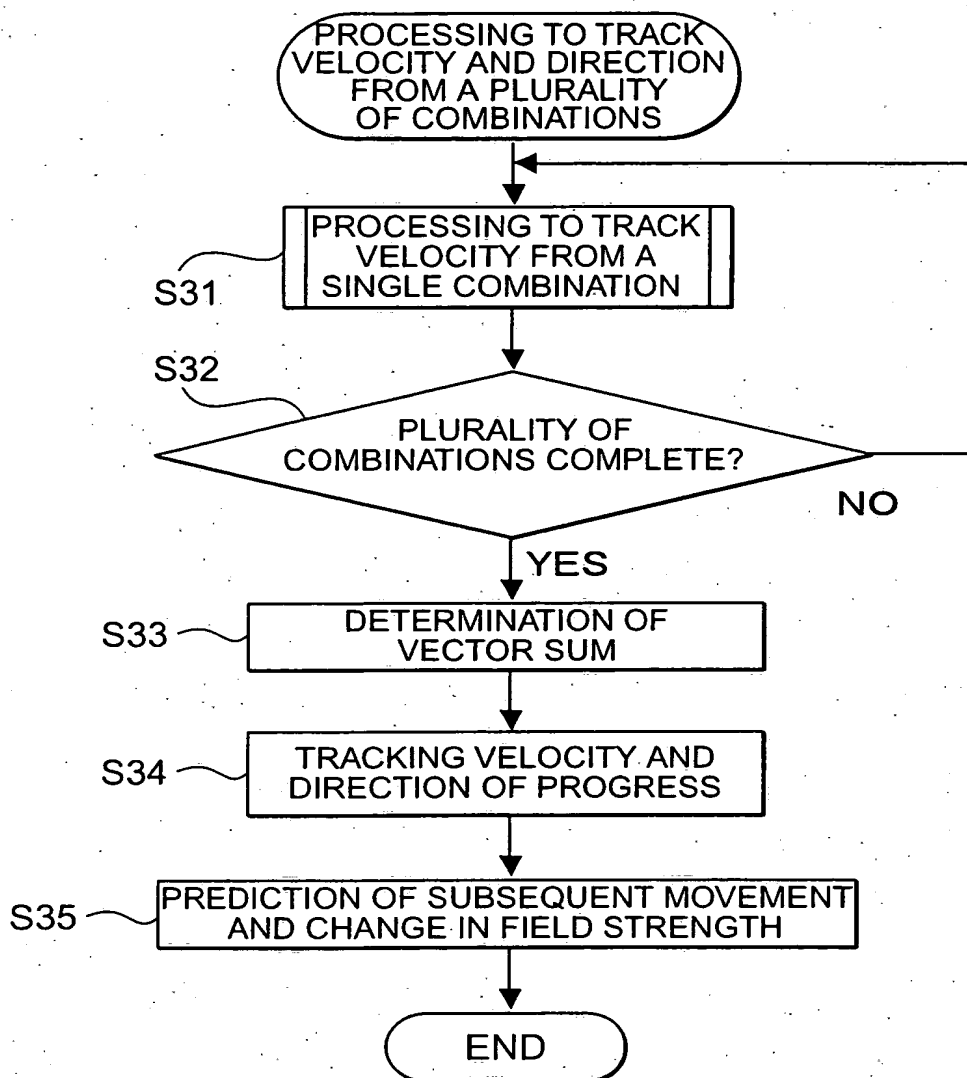 PROCESSING TO TRACK
VELOCITY AND DIRECTION
FROM A PLURALITY
OF COMBINATIONS
PROCESSING TO TRACK
VELOCITY FROM A
SINGLE COMBINATION
S31
S32
PLURALITY OF
COMBINATIONS COMPLETE?
NO
YES
S33
DETERMINATION OF
VECTOR SUM
S34
TRACKING VELOCITY AND
DIRECTION OF PROGRESS
S35
PREDICTION OF SUBSEQUENT MOVEMENT
AND CHANGE IN FIELD STRENGTH
END